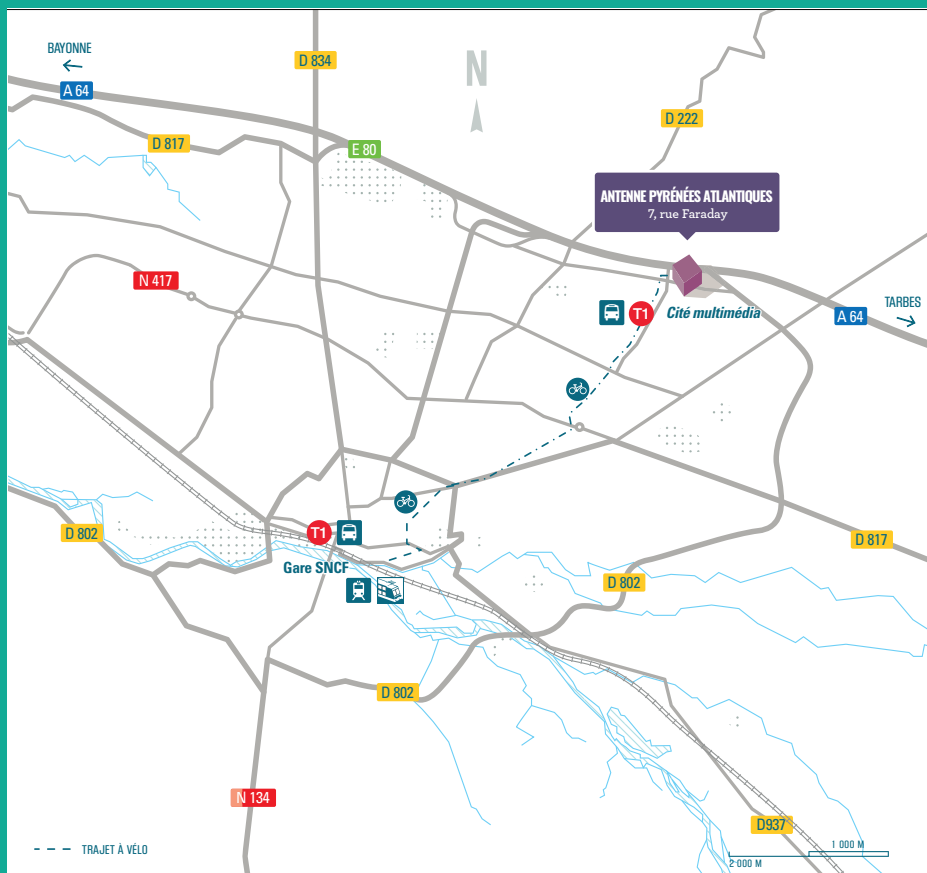 BAYONNE
D 834
N
A 64
D 222
D 817
E 80
ANTENNE PYRÉNÉES ATLANTIQUES
7, rue Faraday
N 417
TARBES
T1
Cité multimédia
A 64
T1
D 802
D 817
Gare SNCF
D 802
D 802
N 134
D937
TRAJET À VÉLO
1 000 M
2 000 M